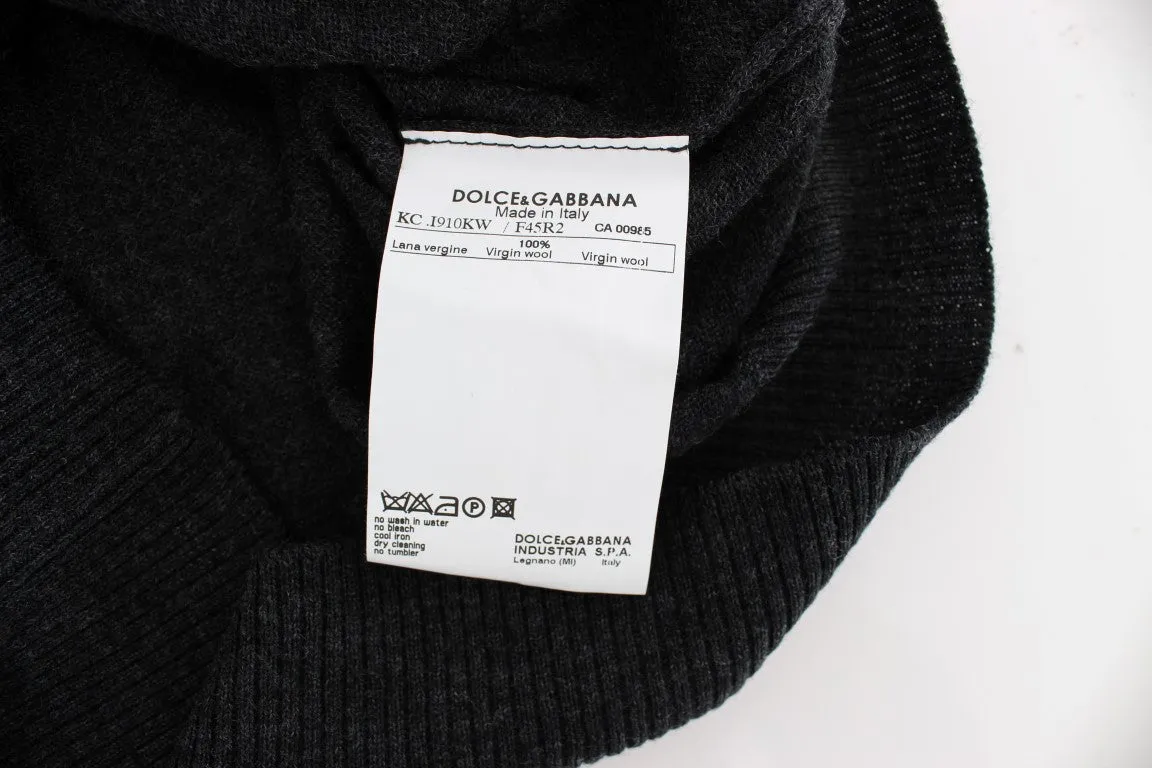 DOLCE&GABBANA
Made in Italy
KC .I910KW / F45R2 CA 00985
100%
Lana vergine Virgin wool Virgin wool
P
no wash in water
no bleach
cool iron
dry cleaning
no tumbler
DOLCE&GABBANA
INDUSTRIA S.P.A.
Legnano (MI) Italy